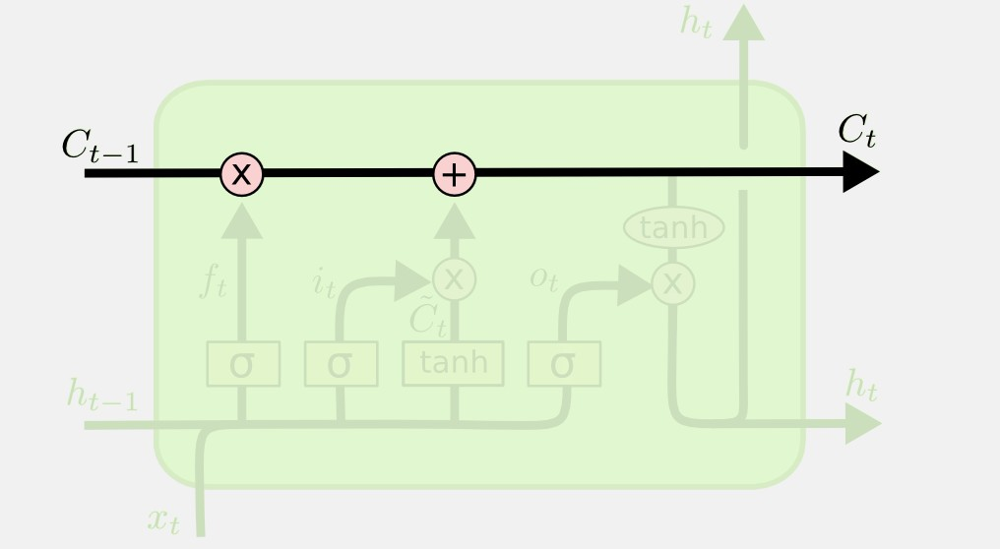 h_t
C_{t-1}
C_t
x
+
tanh
f_t
i_t
x
o_t
x
C̃_t
σ
σ
tanh
σ
h_{t-1}
h_t
x_t